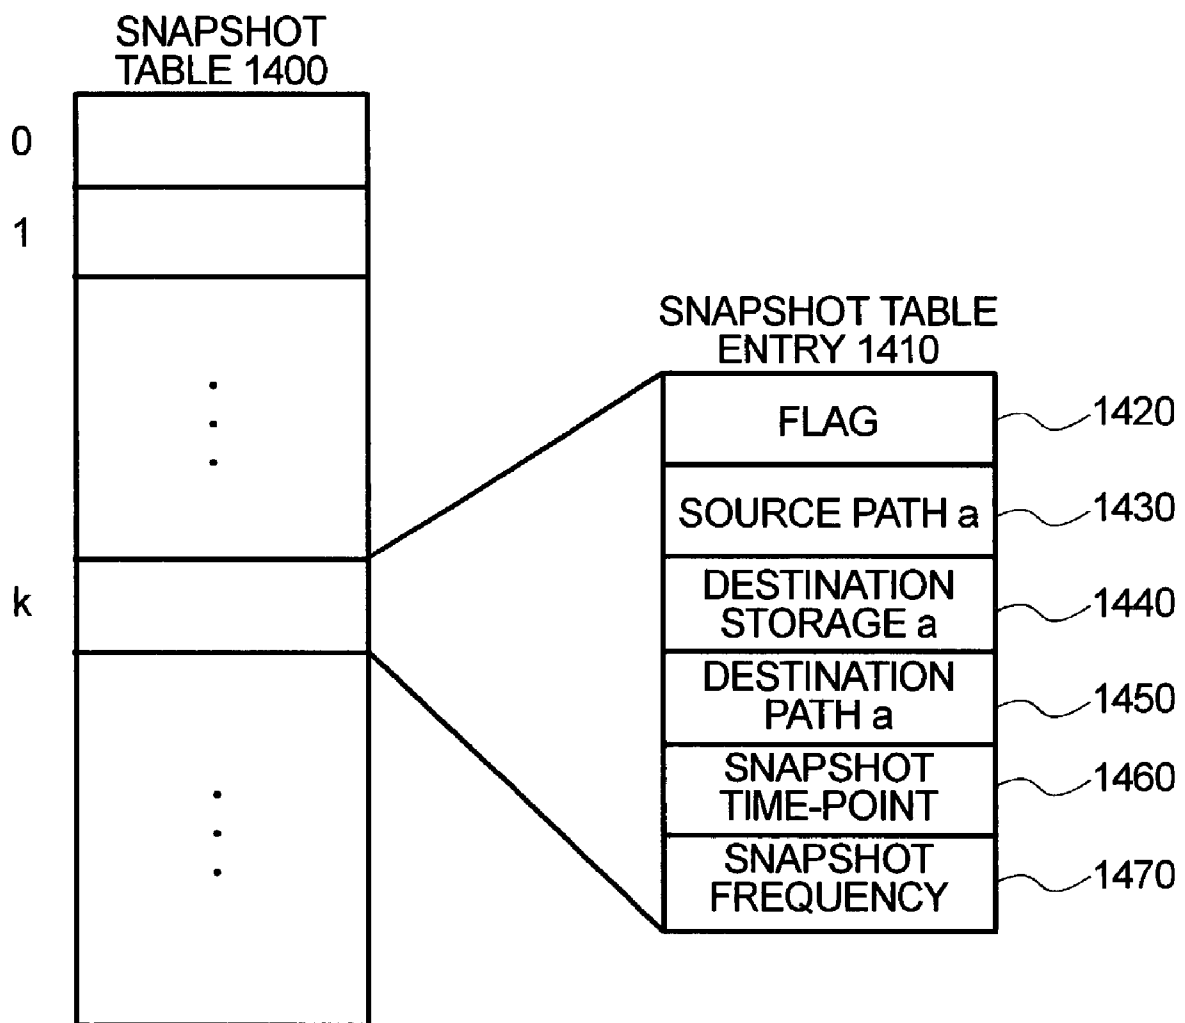 SNAPSHOT
TABLE 1400
0
1
k
SNAPSHOT TABLE
ENTRY 1410
FLAG
1420
SOURCE PATH a
1430
DESTINATION
STORAGE a
1440
DESTINATION
PATH a
1450
SNAPSHOT
TIME-POINT
1460
SNAPSHOT
FREQUENCY
1470